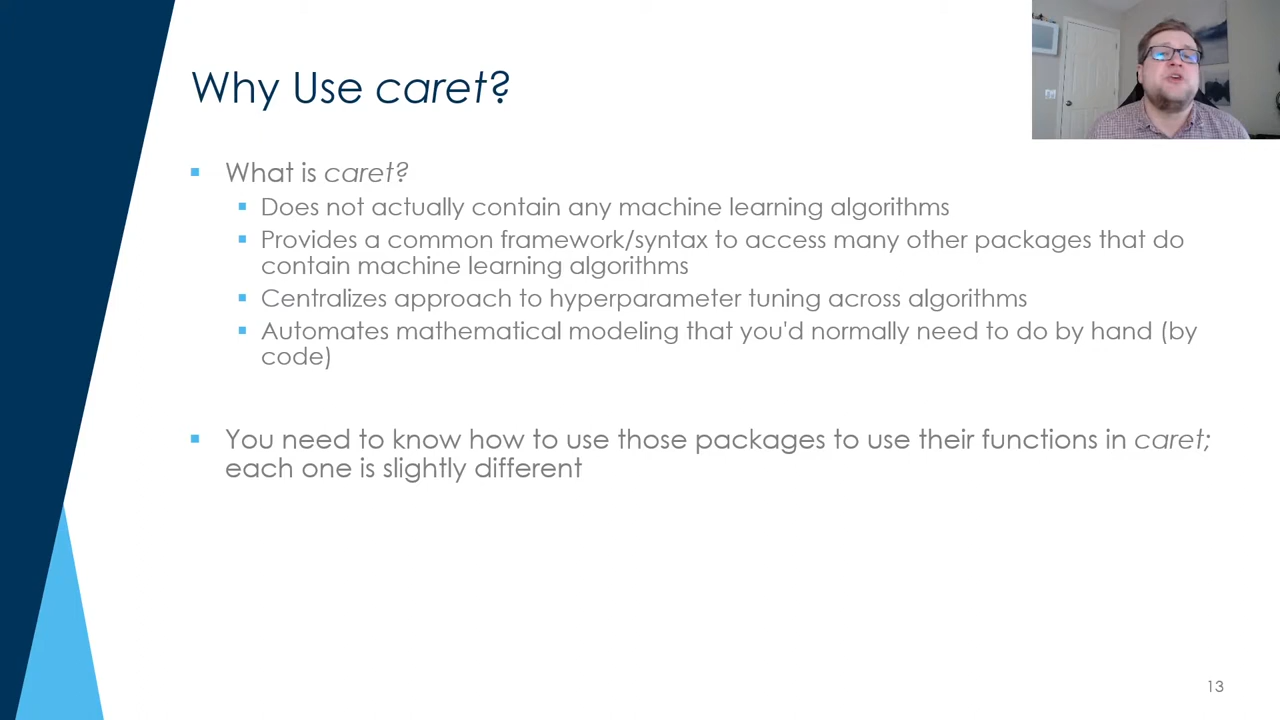 Why Use caret?
What is caret?
Does not actually contain any machine learning algorithms
Provides a common framework/syntax to access many other packages that do
contain machine learning algorithms
Centralizes approach to hyperparameter tuning across algorithms
Automates mathematical modeling that you'd normally need to do by hand (by
code)
You need to know how to use those packages to use their functions in caret;
each one is slightly different
13